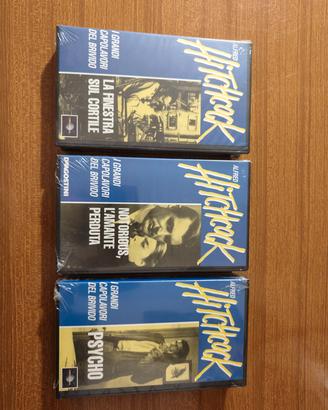 ALFRED
Hitchcock
I GRANDI
CAPOLAVORI
DEL BRIVIDO
LA FINESTRA
SUL CORTILE
ALFRED
Hitchcock
I GRANDI
CAPOLAVORI
DEL BRIVIDO
NOTORIOUS,
L'AMANTE
PERDUTA
DEAGOSTINI
ALFRED
Hitchcock
I GRANDI
CAPOLAVORI
DEL BRIVIDO
PSYCHO